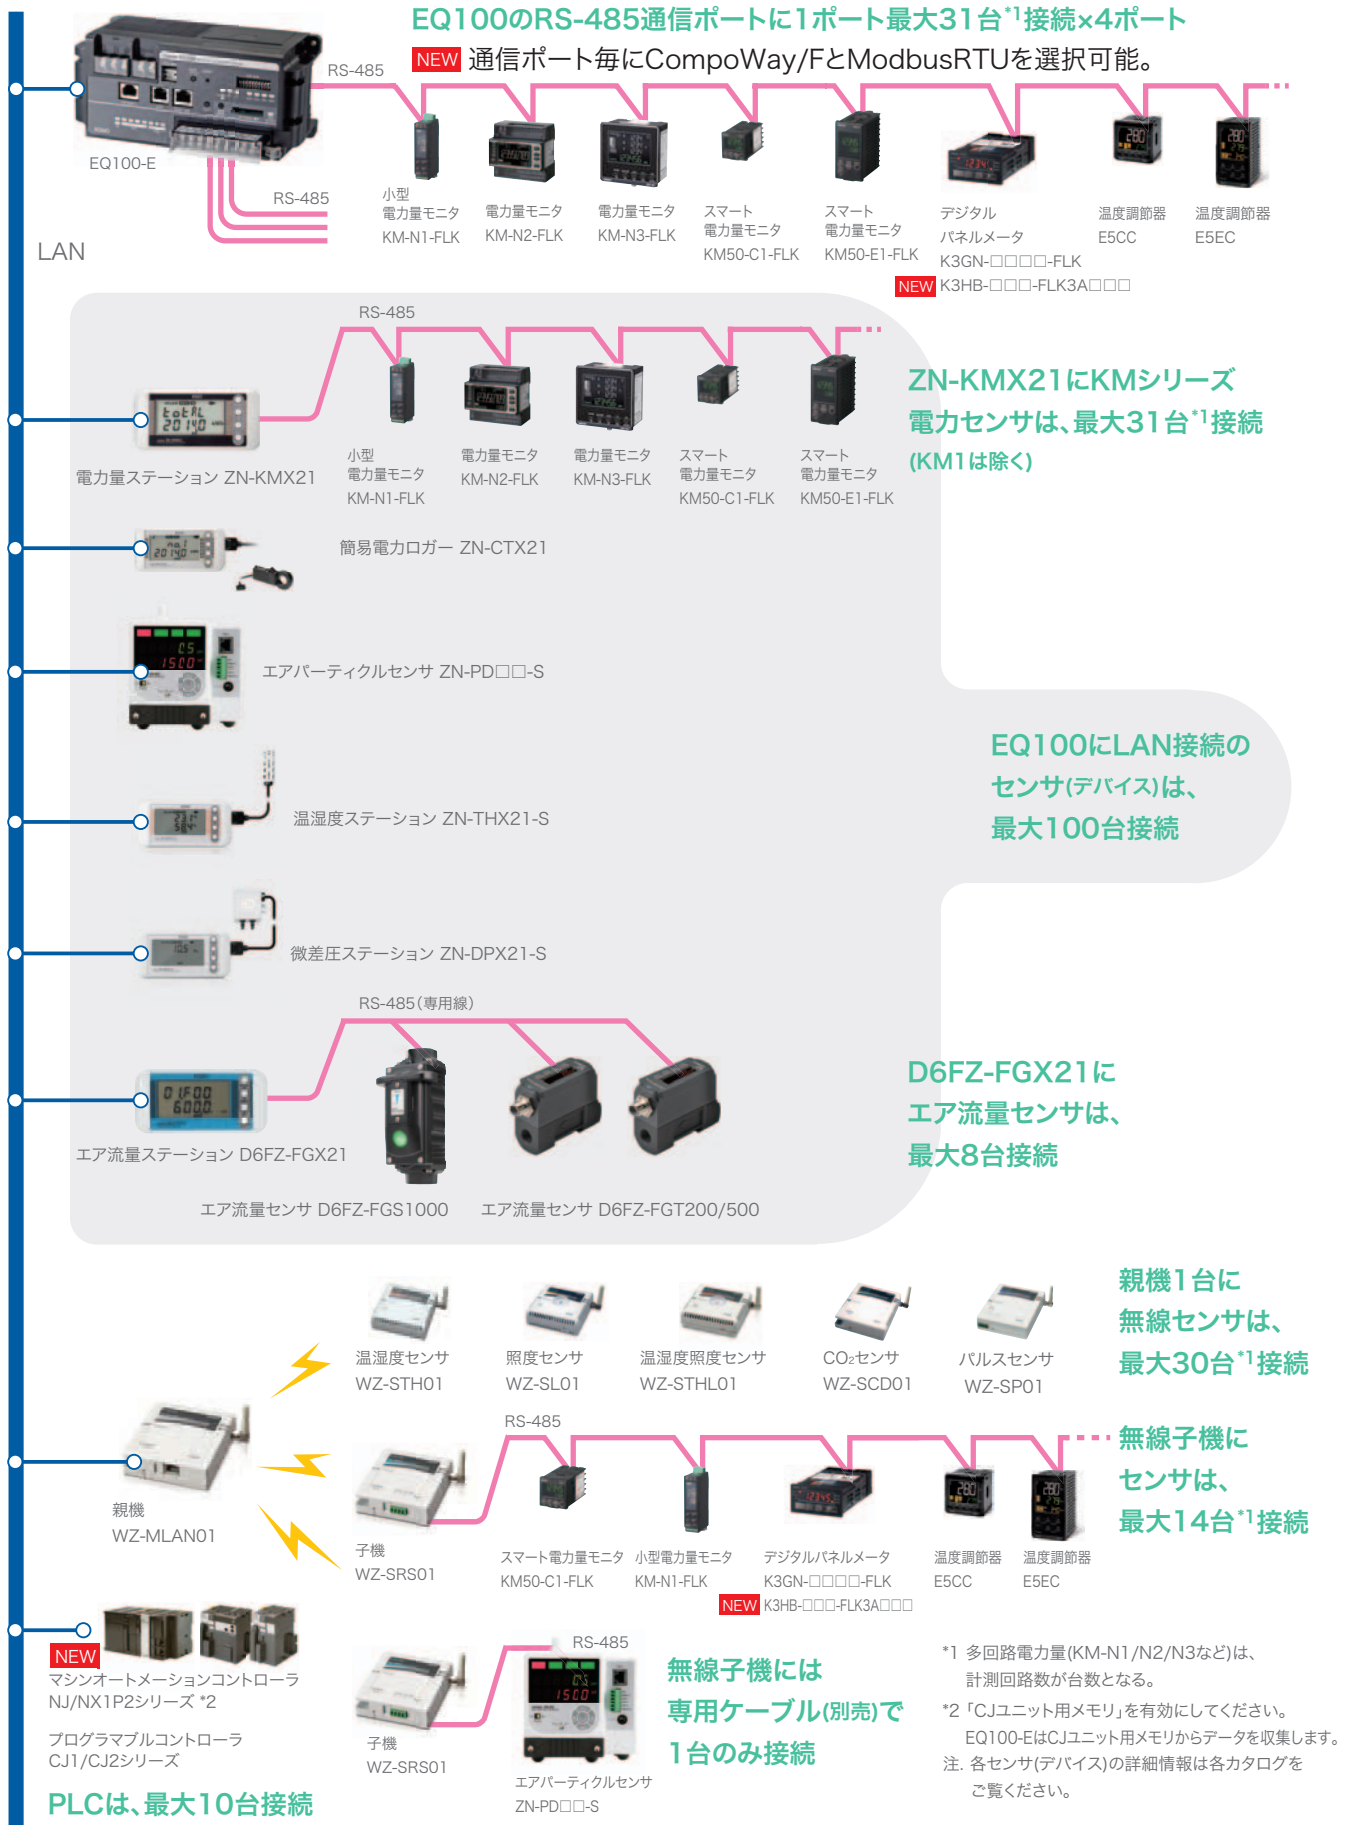 EQ100のRS-485通信ポートに1ポート最大31台*1接続×4ポート
NEW 通信ポート毎にCompoWay/FとModbusRTUを選択可能。
RS-485
EQ100-E
RS-485
LAN
小型
電力量モニタ
KM-N1-FLK
電力量モニタ
KM-N2-FLK
電力量モニタ
KM-N3-FLK
スマート
電力量モニタ
KM50-C1-FLK
スマート
電力量モニタ
KM50-E1-FLK
デジタル
パネルメータ
K3GN-□□□□-FLK
NEW K3HB-□□□-FLK3A□□□
温度調節器
E5CC
温度調節器
E5EC
RS-485
電力量ステーション ZN-KMX21
小型
電力量モニタ
KM-N1-FLK
電力量モニタ
KM-N2-FLK
電力量モニタ
KM-N3-FLK
スマート
電力量モニタ
KM50-C1-FLK
スマート
電力量モニタ
KM50-E1-FLK
ZN-KMX21にKMシリーズ
電力センサは、最大31台*1接続
(KM1は除く)
簡易電力ロガー ZN-CTX21
エアパーティクルセンサ ZN-PD□□-S
EQ100にLAN接続の
センサ(デバイス)は、
最大100台接続
温湿度ステーション ZN-THX21-S
微差圧ステーション ZN-DPX21-S
RS-485(専用線)
エア流量ステーション D6FZ-FGX21
エア流量センサ D6FZ-FGS1000
エア流量センサ D6FZ-FGT200/500
D6FZ-FGX21に
エア流量センサは、
最大8台接続
温湿度センサ
WZ-STH01
照度センサ
WZ-SL01
温湿度照度センサ
WZ-STHL01
CO₂センサ
WZ-SCD01
パルスセンサ
WZ-SP01
親機1台に
無線センサは、
最大30台*1接続
親機
WZ-MLAN01
RS-485
子機
WZ-SRS01
スマート電力量モニタ
KM50-C1-FLK
小型電力量モニタ
KM-N1-FLK
デジタルパネルメータ
K3GN-□□□□-FLK
NEW K3HB-□□□-FLK3A□□□
温度調節器
E5CC
温度調節器
E5EC
無線子機に
センサは、
最大14台*1接続
NEW
マシンオートメーションコントローラ
NJ/NX1P2シリーズ *2
プログラマブルコントローラ
CJ1/CJ2シリーズ
PLCは、最大10台接続
RS-485
子機
WZ-SRS01
エアパーティクルセンサ
ZN-PD□□-S
無線子機には
専用ケーブル(別売)で
1台のみ接続
*1 多回路電力量(KM-N1/N2/N3など)は、
計測回路数が台数となる。
*2「CJユニット用メモリ」を有効にしてください。
EQ100-EはCJユニット用メモリからデータを収集します。
注. 各センサ(デバイス)の詳細情報は各カタログを
ご覧ください。